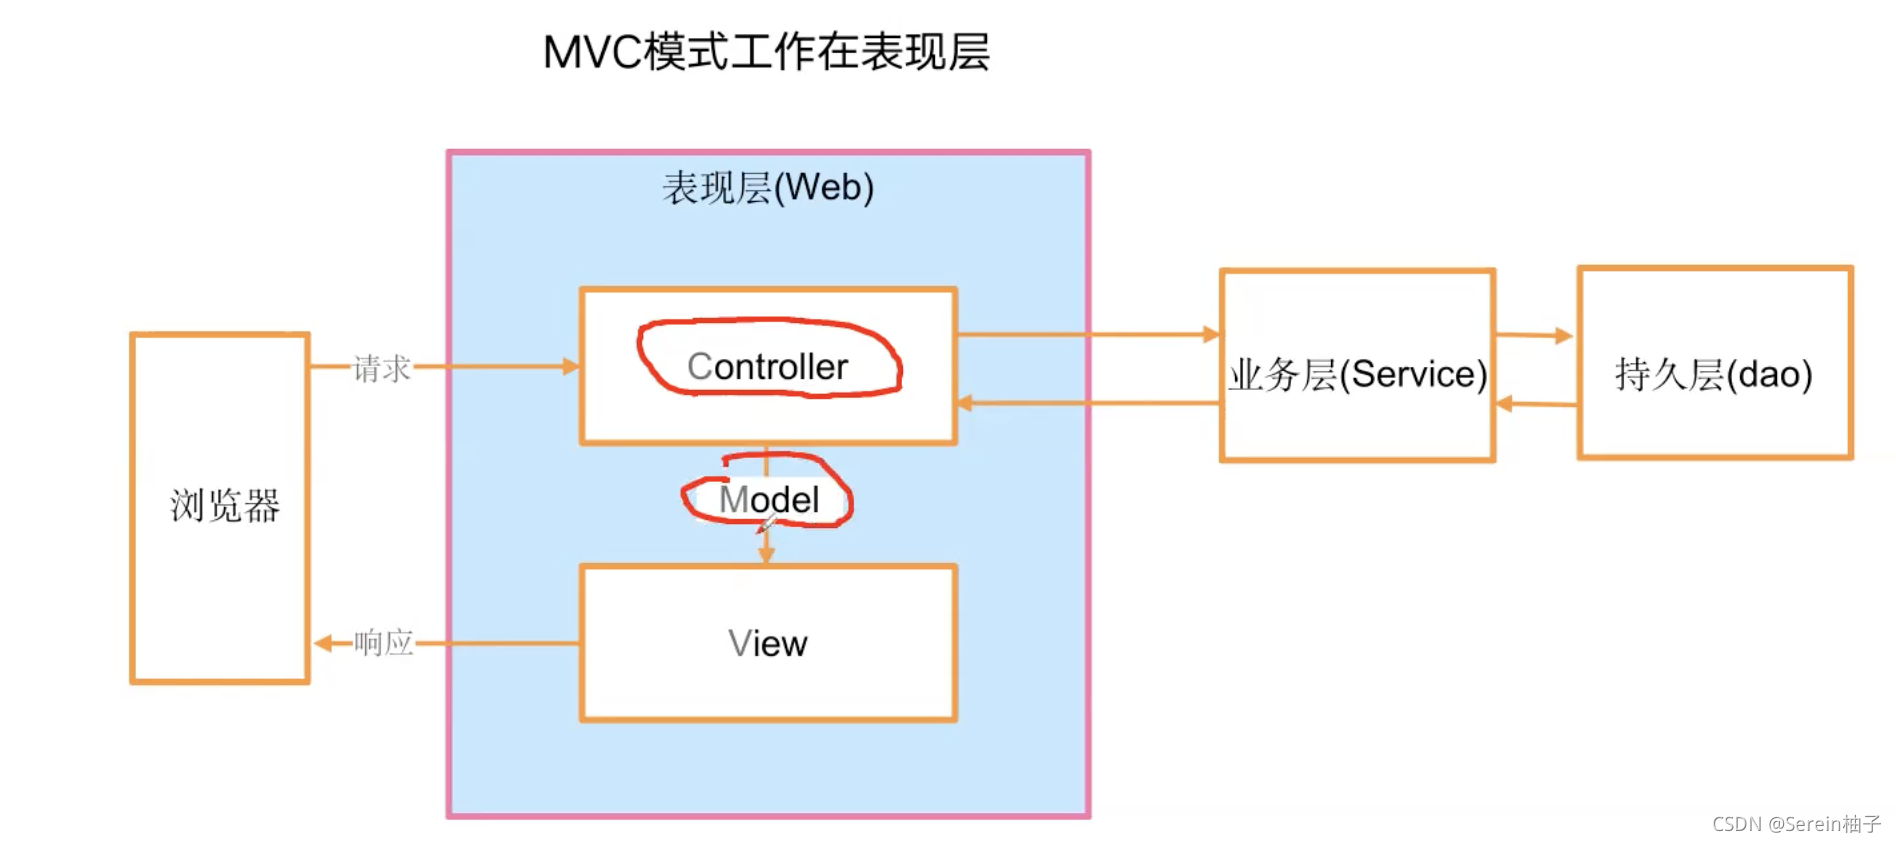 MVC模式工作在表现层
表现层(Web)
Controller
请求
业务层(Service)
持久层(dao)
Model
浏览器
View
响应
CSDN @Serein柚子